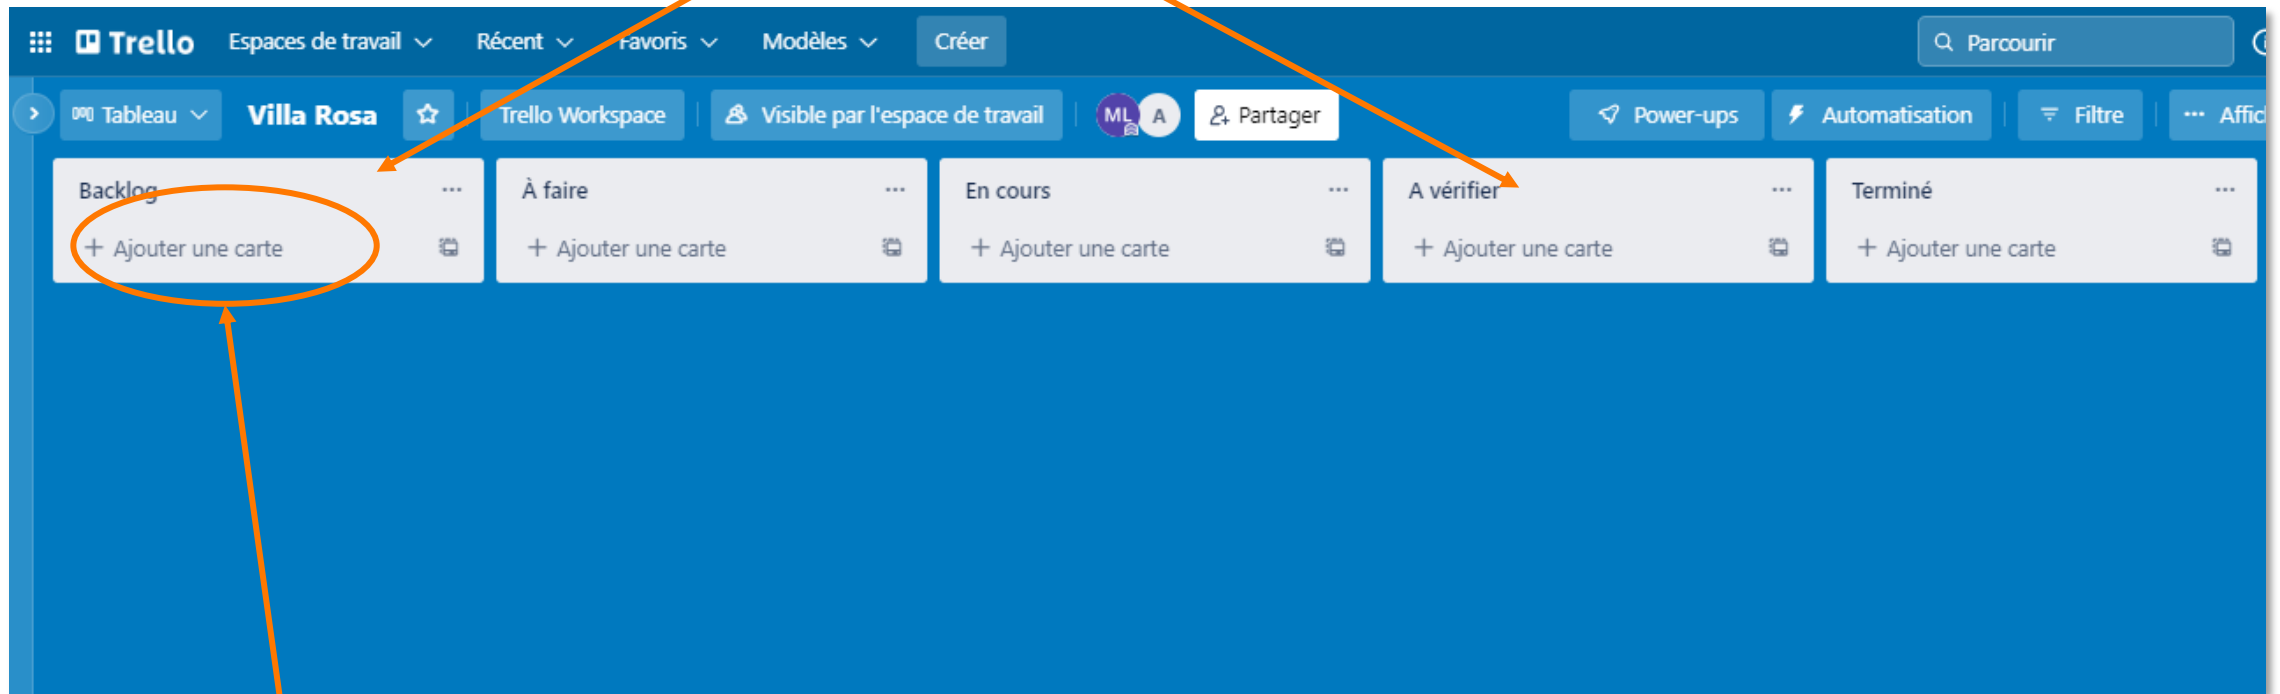 Trello Espaces de travail Récent Favoris Modèles Créer Parcourir
Tableau Villa Rosa Trello Workspace Visible par l'espace de travail ML A Partager Power-ups Automatisation Filtre
Backlog À faire En cours A vérifier Terminé
+ Ajouter une carte + Ajouter une carte + Ajouter une carte + Ajouter une carte + Ajouter une carte